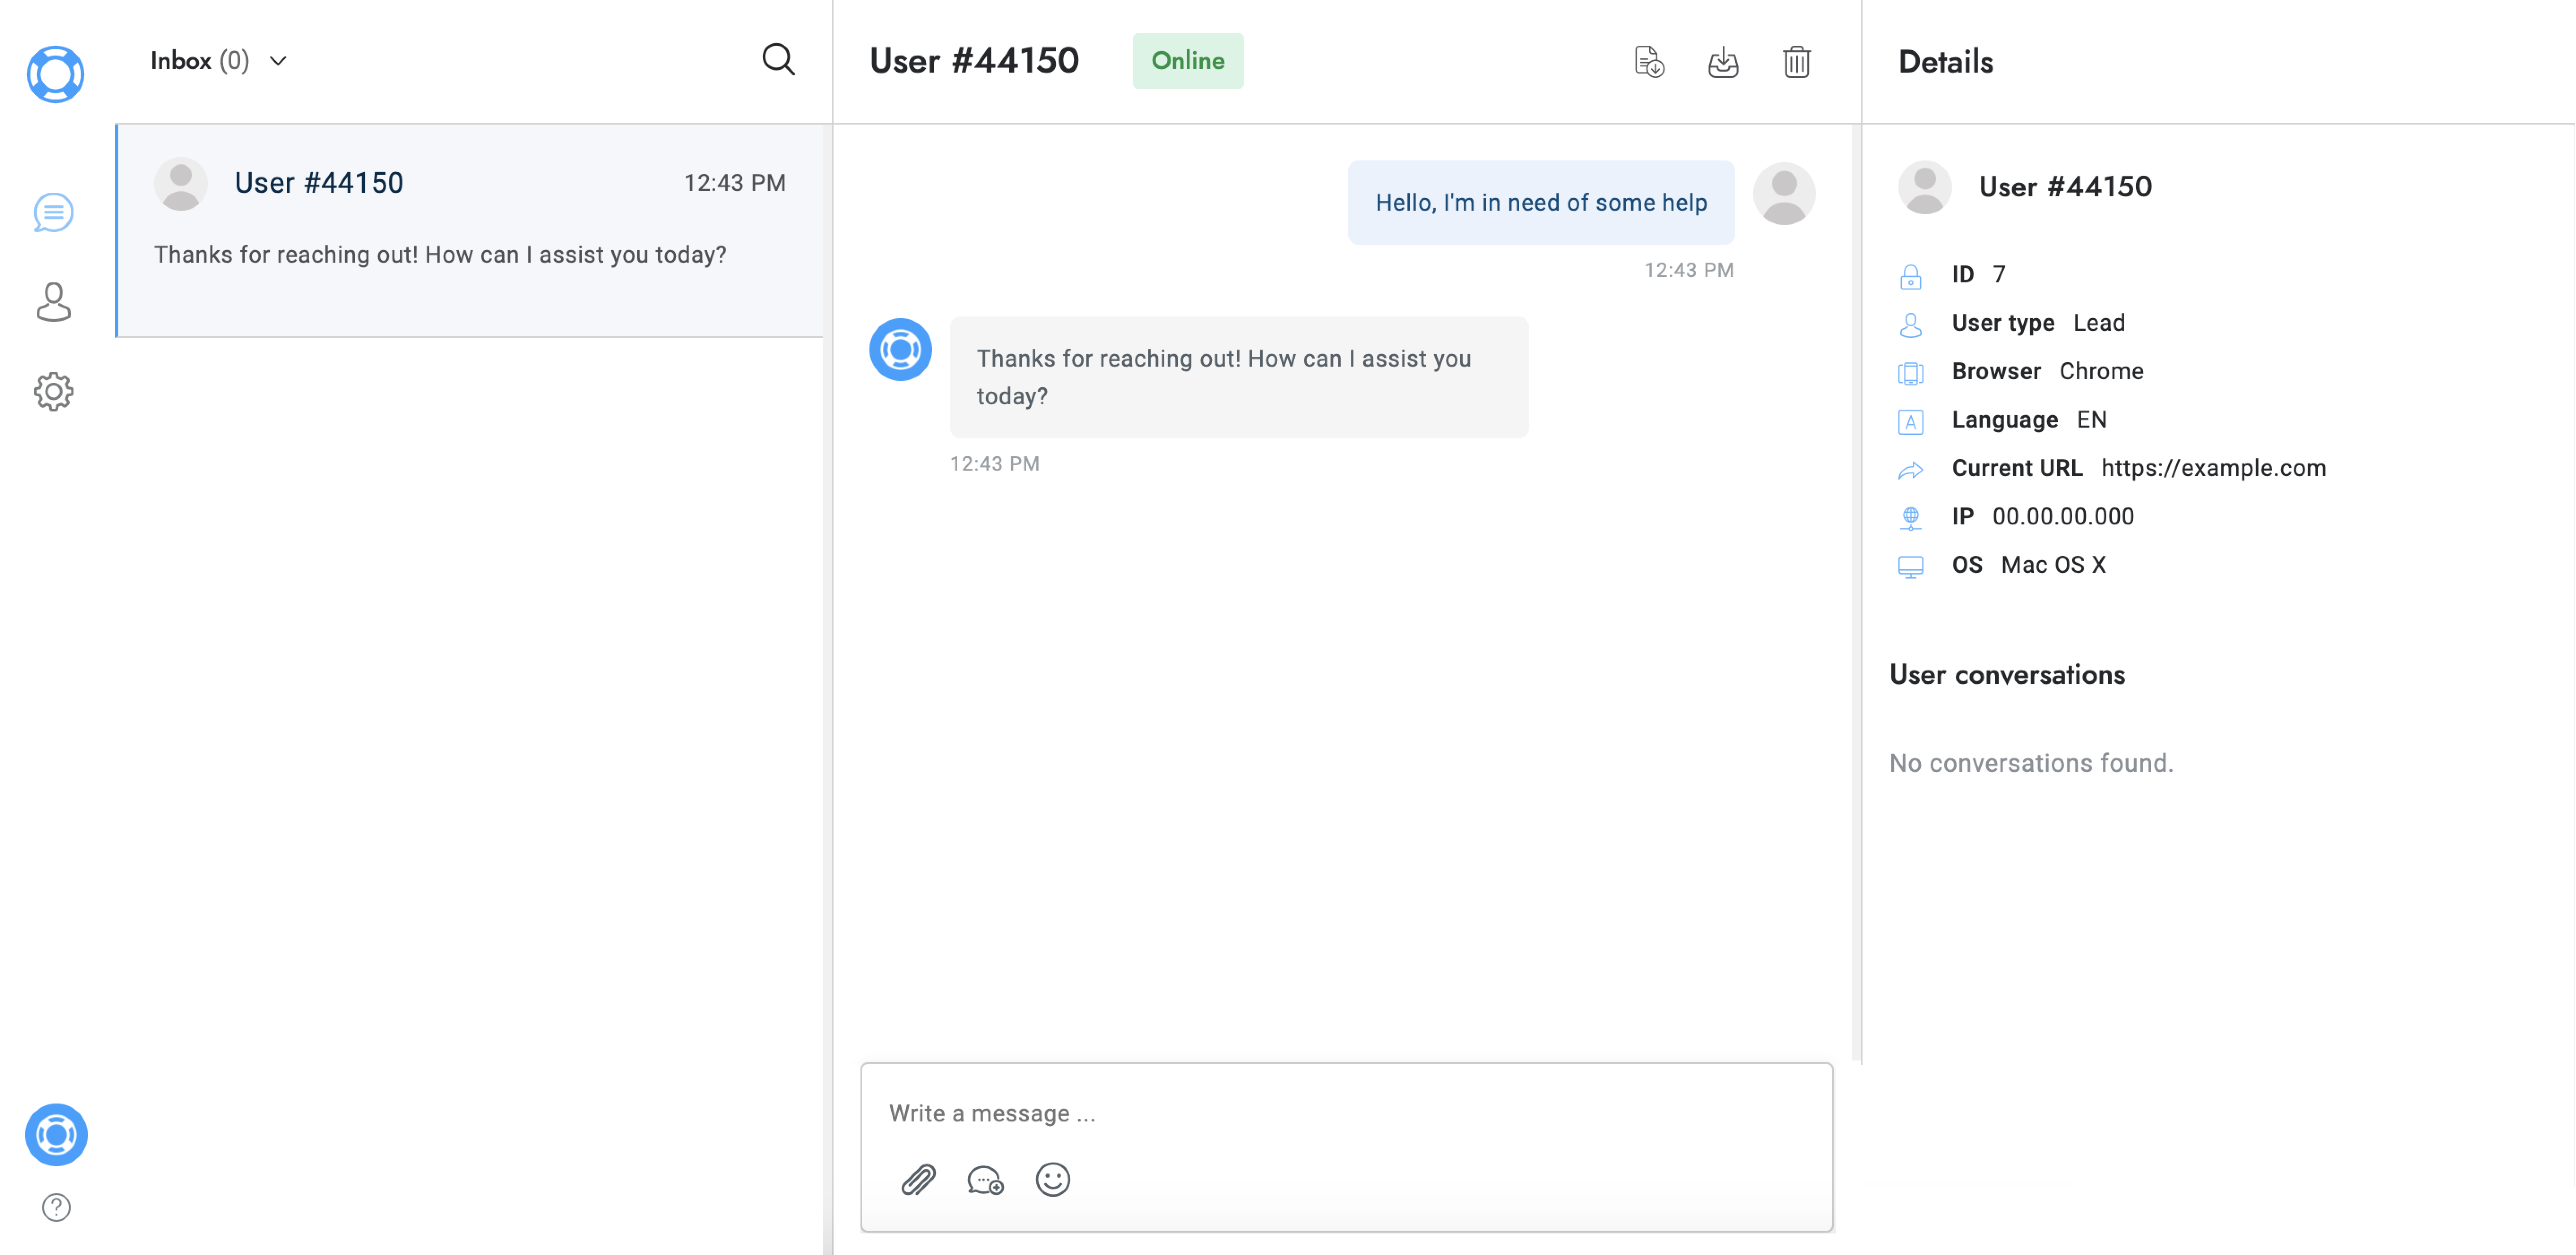 Inbox (0)
User #44150
12:43 PM
Thanks for reaching out! How can I assist you today?
User #44150
Online
Hello, I'm in need of some help
12:43 PM
Thanks for reaching out! How can I assist you
today?
12:43 PM
Write a message ...
Details
User #44150
ID 7
User type Lead
Browser Chrome
A
Language EN
Current URL https://example.com
IP 00.00.00.000
OS Mac OS X
User conversations
No conversations found.
?